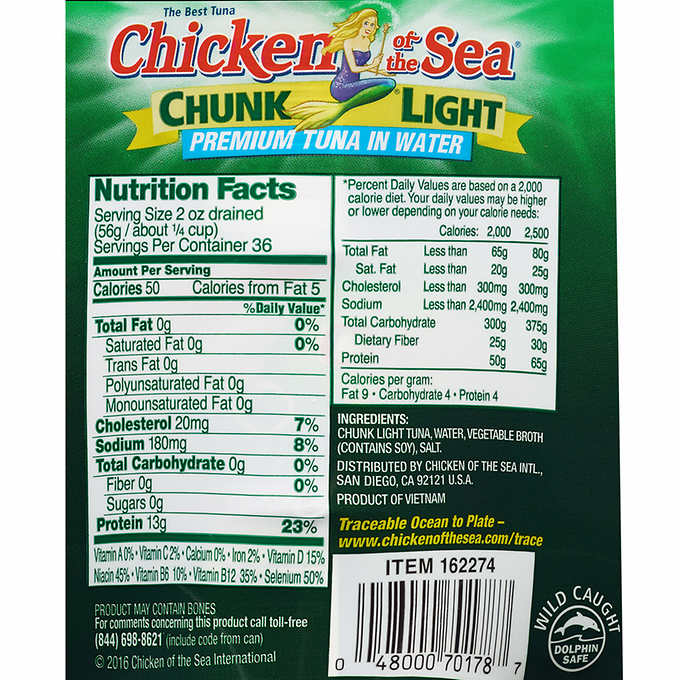 The Best Tuna
Chicken of the Sea®
CHUNK LIGHT
PREMIUM TUNA IN WATER
Nutrition Facts
Serving Size 2 oz drained
(56g / about ¼ cup)
Servings Per Container 36
Amount Per Serving
Calories 50 Calories from Fat 5
%Daily Value*
Total Fat 0g 0%
Saturated Fat 0g 0%
Trans Fat 0g
Polyunsaturated Fat 0g
Monounsaturated Fat 0g
Cholesterol 20mg 7%
Sodium 180mg 8%
Total Carbohydrate 0g 0%
Fiber 0g 0%
Sugars 0g
Protein 13g 23%
Vitamin A 0% • Vitamin C 2% • Calcium 0% • Iron 2% • Vitamin D 15%
Niacin 45% • Vitamin B6 10% • Vitamin B12 35% • Selenium 50%
PRODUCT MAY CONTAIN BONES
For comments concerning this product call toll-free
(844) 698-8621 (include code from can)
© 2016 Chicken of the Sea International
*Percent Daily Values are based on a 2,000
calorie diet. Your daily values may be higher
or lower depending on your calorie needs:
Calories: 2,000 2,500
Total Fat Less than 65g 80g
Sat. Fat Less than 20g 25g
Cholesterol Less than 300mg 300mg
Sodium Less than 2,400mg 2,400mg
Total Carbohydrate 300g 375g
Dietary Fiber 25g 30g
Protein 50g 65g
Calories per gram:
Fat 9 • Carbohydrate 4 • Protein 4
INGREDIENTS:
CHUNK LIGHT TUNA, WATER, VEGETABLE BROTH
(CONTAINS SOY), SALT.
DISTRIBUTED BY CHICKEN OF THE SEA INTL.,
SAN DIEGO, CA 92121 U.S.A.
PRODUCT OF VIETNAM
Traceable Ocean to Plate –
www.chickenofthesea.com/trace
ITEM 162274
0 48000 70178 7
WILD CAUGHT
DOLPHIN
SAFE